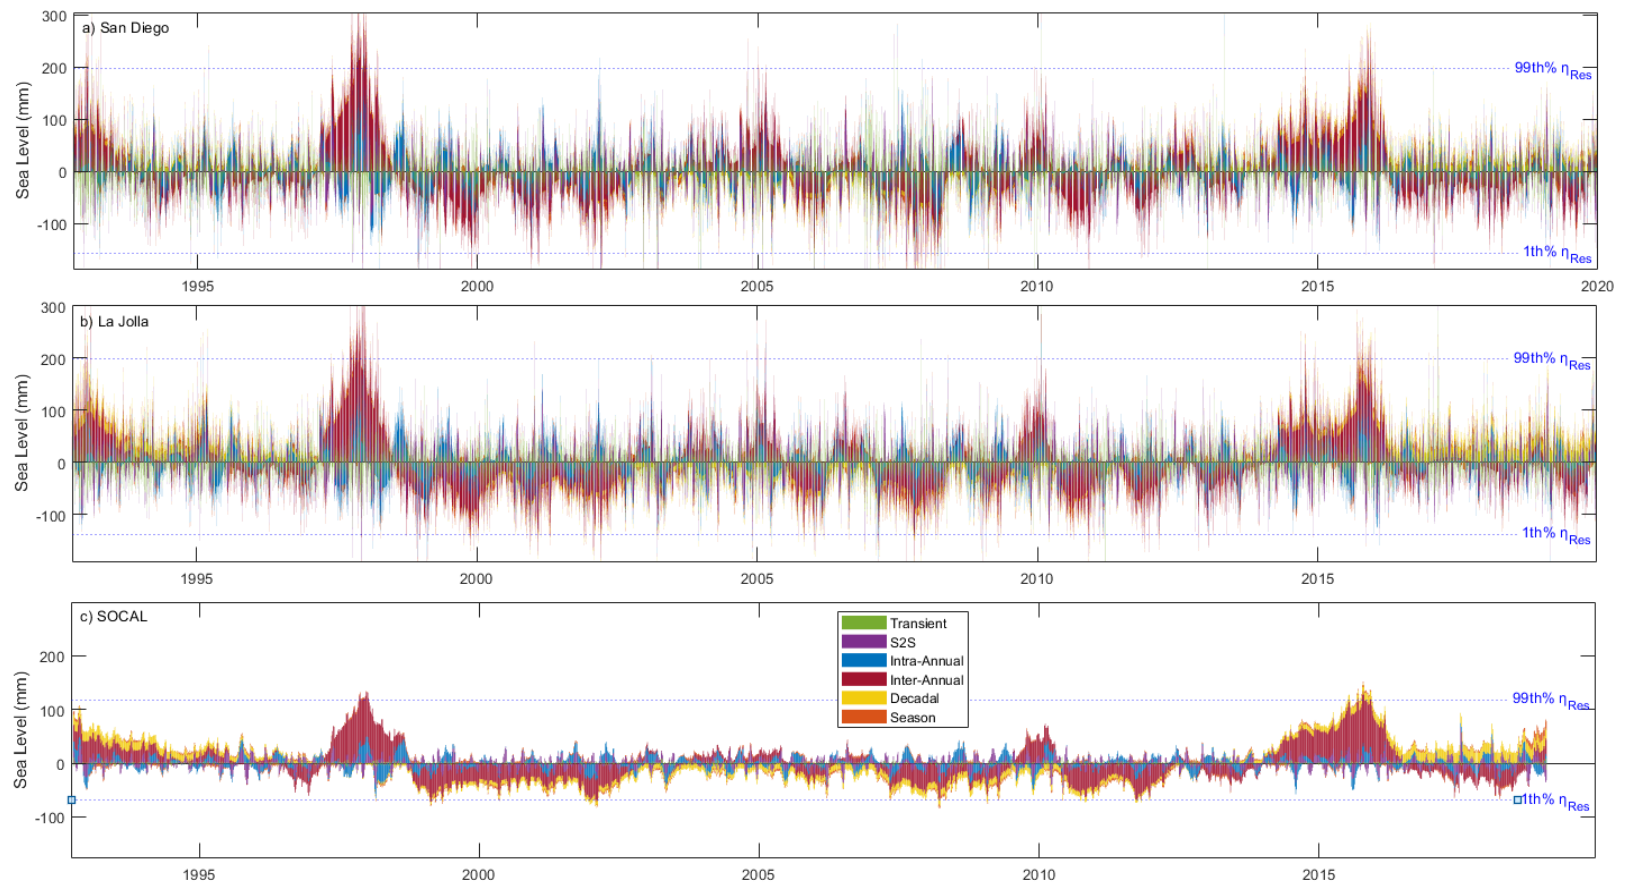 300
a) San Diego
200
99th% ηRes
100
0
-100
1th% ηRes
Sea Level (mm)
1995
2000
2005
2010
2015
2020
300
b) La Jolla
200
99th% ηRes
100
0
-100
1th% ηRes
Sea Level (mm)
1995
2000
2005
2010
2015
c) SOCAL
Transient
S2S
Intra-Annual
Inter-Annual
Decadal
Season
200
99th% ηRes
100
0
1th% ηRes
-100
Sea Level (mm)
1995
2000
2005
2010
2015